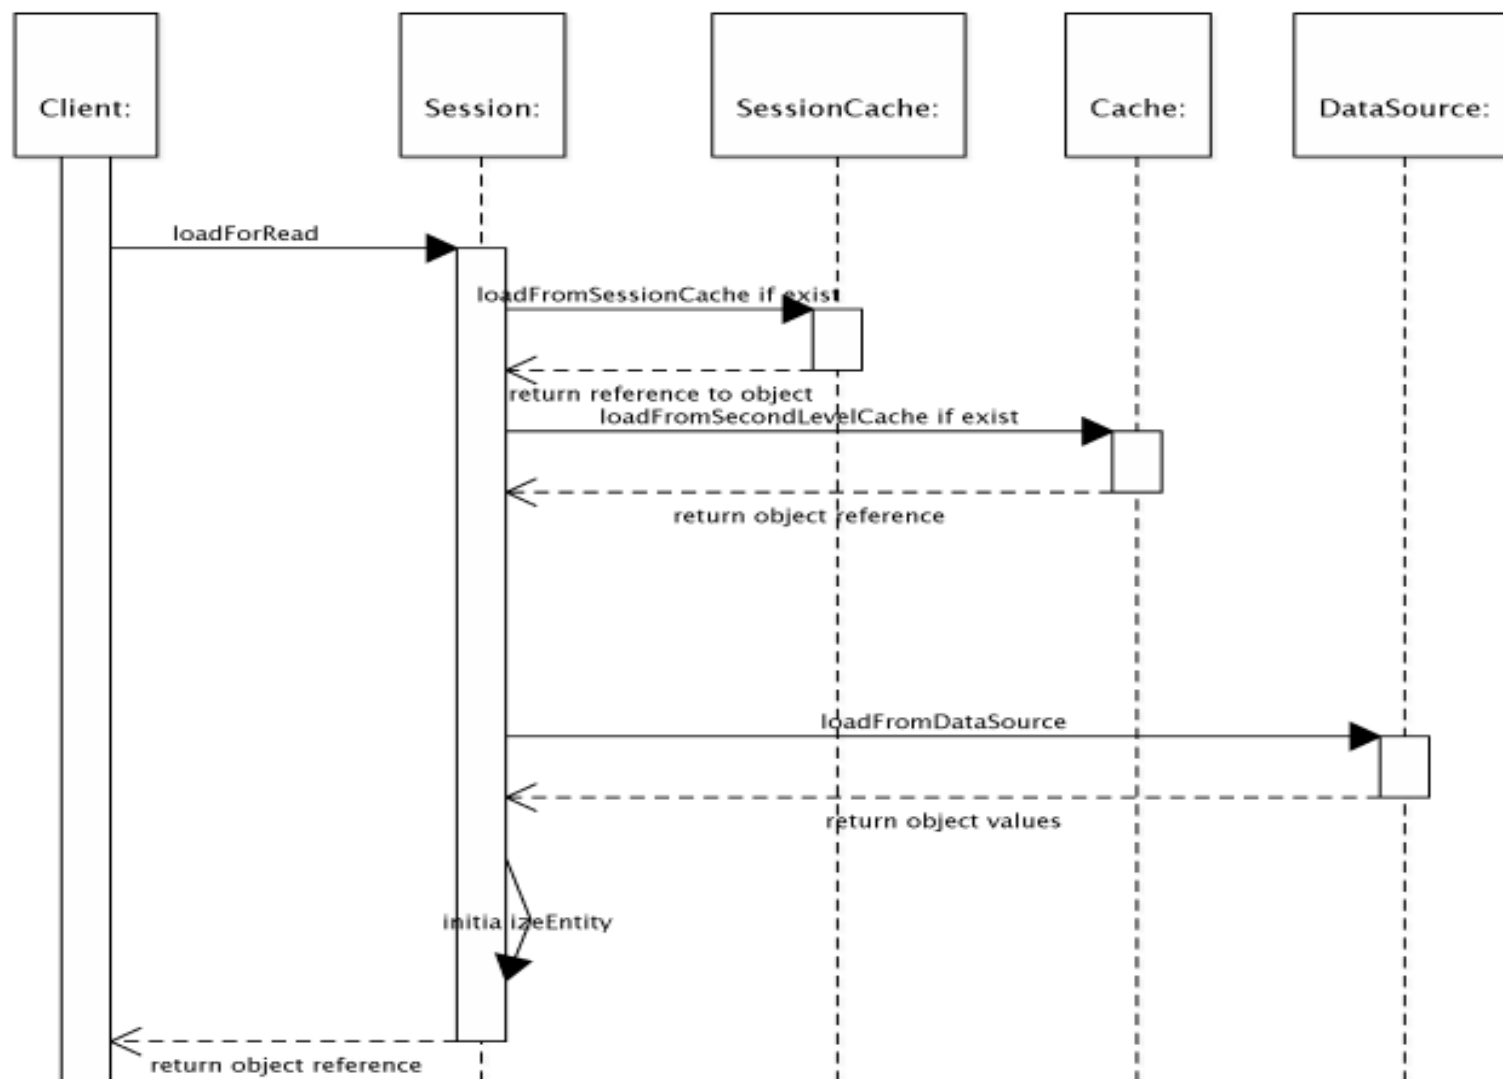 Client:
Session:
SessionCache:
Cache:
DataSource:
loadForRead
loadFromSessionCache if exist
return reference to object
loadFromSecondLevelCache if exist
return object reference
loadFromDataSource
return object values
initializeEntity
return object reference